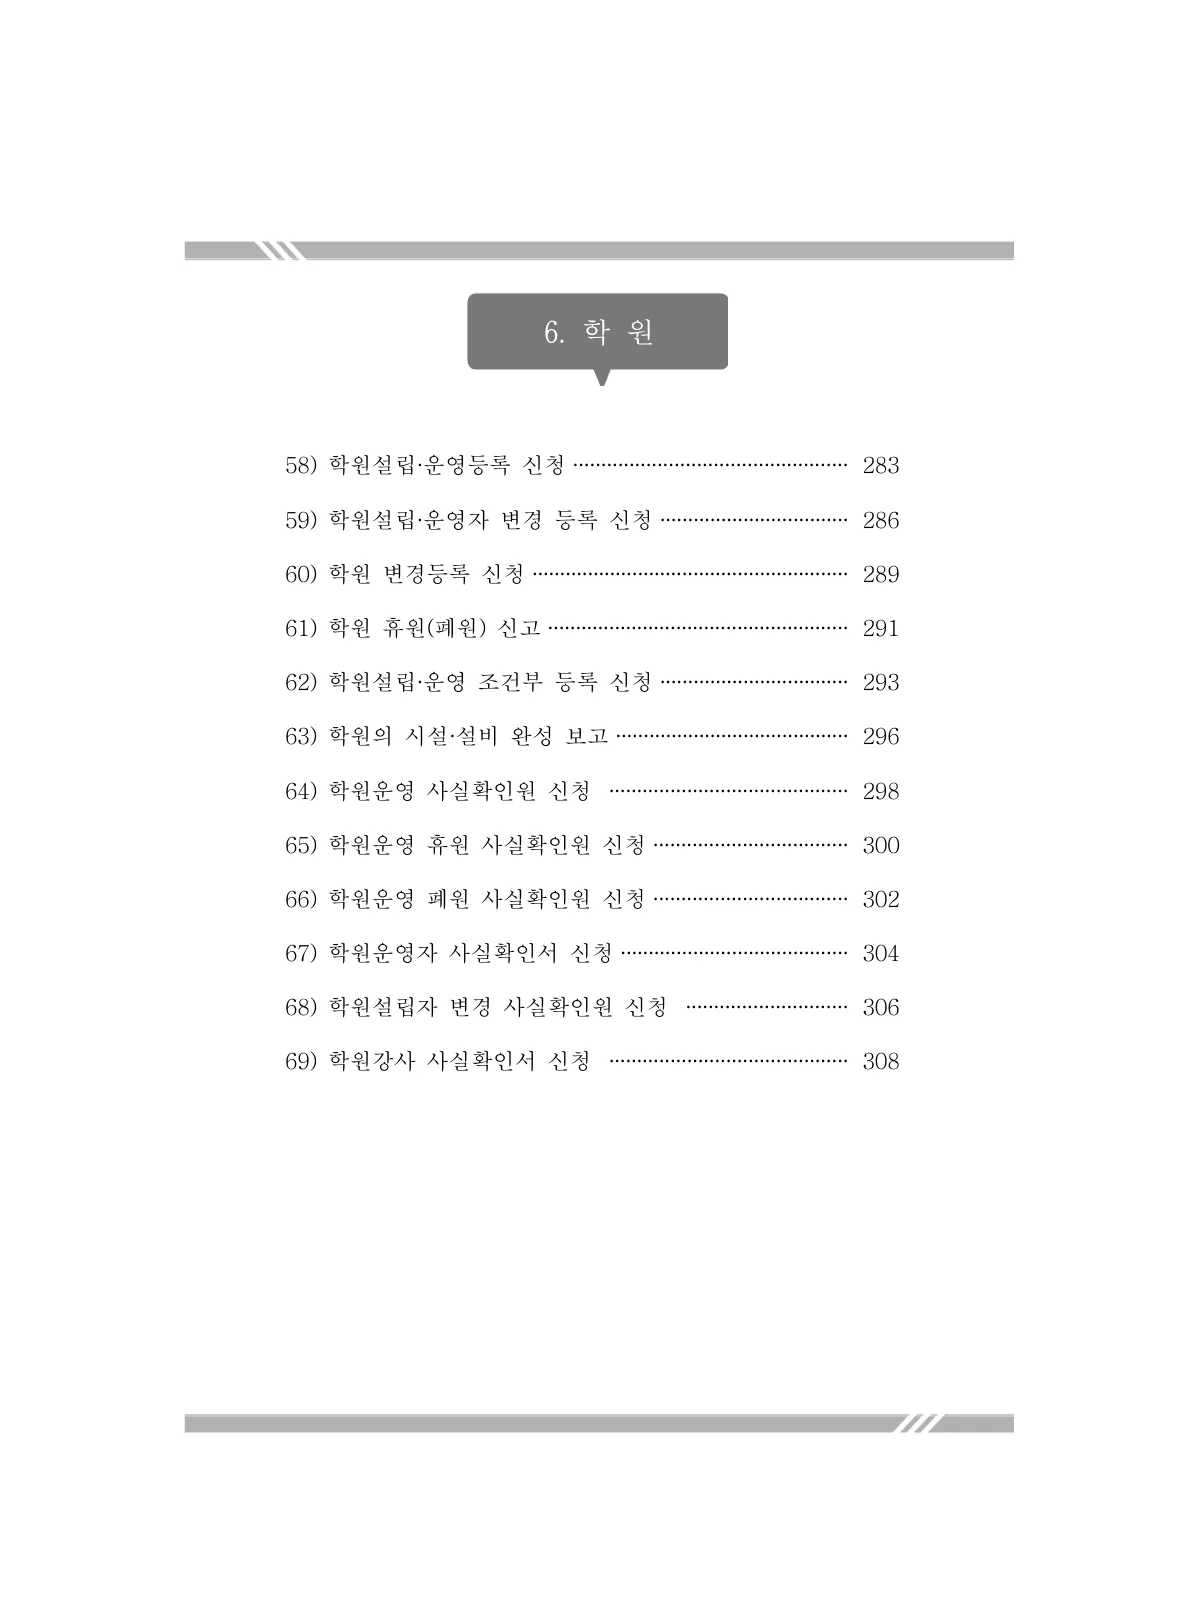 6. 학 원
58) 학원설립·운영등록 신청 ················································· 283
59) 학원설립·운영자 변경 등록 신청 ·································· 286
60) 학원 변경등록 신청 ························································· 289
61) 학원 휴원(폐원) 신고 ······················································ 291
62) 학원설립·운영 조건부 등록 신청 ·································· 293
63) 학원의 시설·설비 완성 보고 ·········································· 296
64) 학원운영 사실확인원 신청 ··········································· 298
65) 학원운영 휴원 사실확인원 신청 ··································· 300
66) 학원운영 폐원 사실확인원 신청 ··································· 302
67) 학원운영자 사실확인서 신청 ········································· 304
68) 학원설립자 변경 사실확인원 신청 ····························· 306
69) 학원강사 사실확인서 신청 ··········································· 308